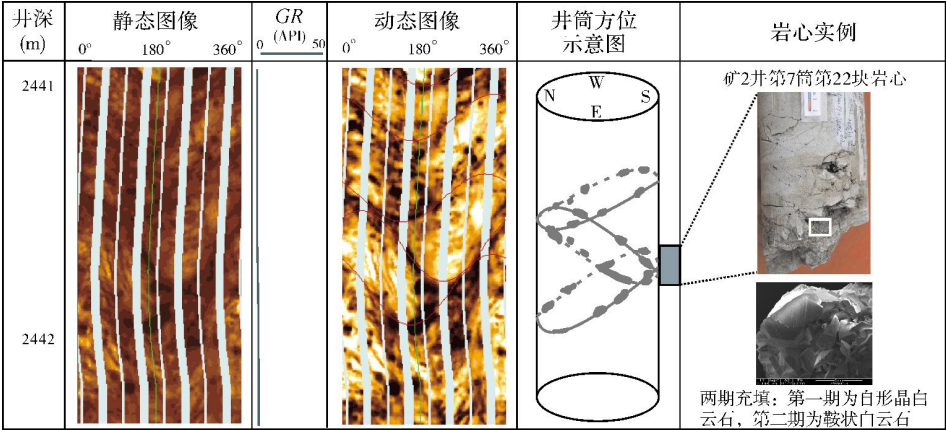 井深
(m)
静态图像
0° 180° 360°
GR
(API)
0 50
动态图像
0° 180° 360°
井筒方位
示意图
岩心实例
2441
2442
W
N S
E
矿2井第7筒第22块岩心
两期充填：第一期为自形晶白
云石，第二期为鞍状白云石